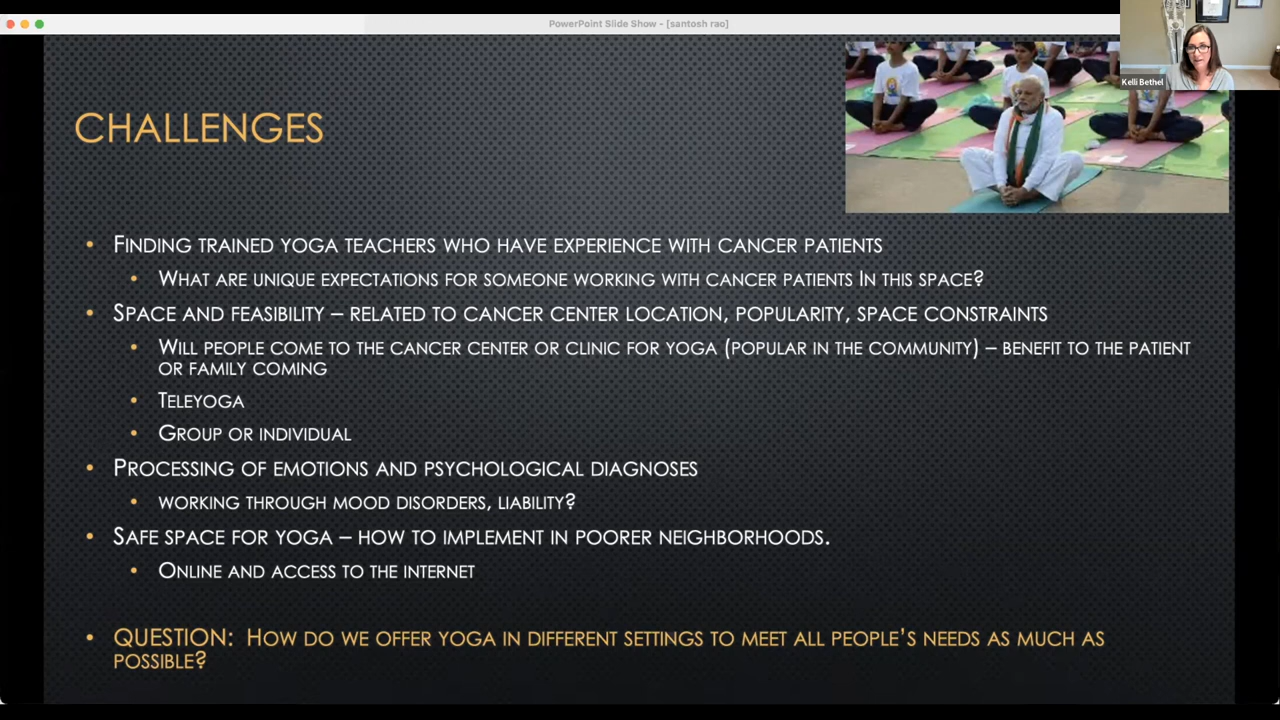 PowerPoint Slide Show - [santosh rao]
Kelli Bethel
CHALLENGES
• FINDING TRAINED YOGA TEACHERS WHO HAVE EXPERIENCE WITH CANCER PATIENTS
• WHAT ARE UNIQUE EXPECTATIONS FOR SOMEONE WORKING WITH CANCER PATIENTS IN THIS SPACE?
• SPACE AND FEASIBILITY – RELATED TO CANCER CENTER LOCATION, POPULARITY, SPACE CONSTRAINTS
• WILL PEOPLE COME TO THE CANCER CENTER OR CLINIC FOR YOGA (POPULAR IN THE COMMUNITY) – BENEFIT TO THE PATIENT
OR FAMILY COMING
• TELEYOGA
• GROUP OR INDIVIDUAL
• PROCESSING OF EMOTIONS AND PSYCHOLOGICAL DIAGNOSES
• WORKING THROUGH MOOD DISORDERS, LIABILITY?
• SAFE SPACE FOR YOGA – HOW TO IMPLEMENT IN POORER NEIGHBORHOODS.
• ONLINE AND ACCESS TO THE INTERNET
• QUESTION: HOW DO WE OFFER YOGA IN DIFFERENT SETTINGS TO MEET ALL PEOPLE'S NEEDS AS MUCH AS
POSSIBLE?